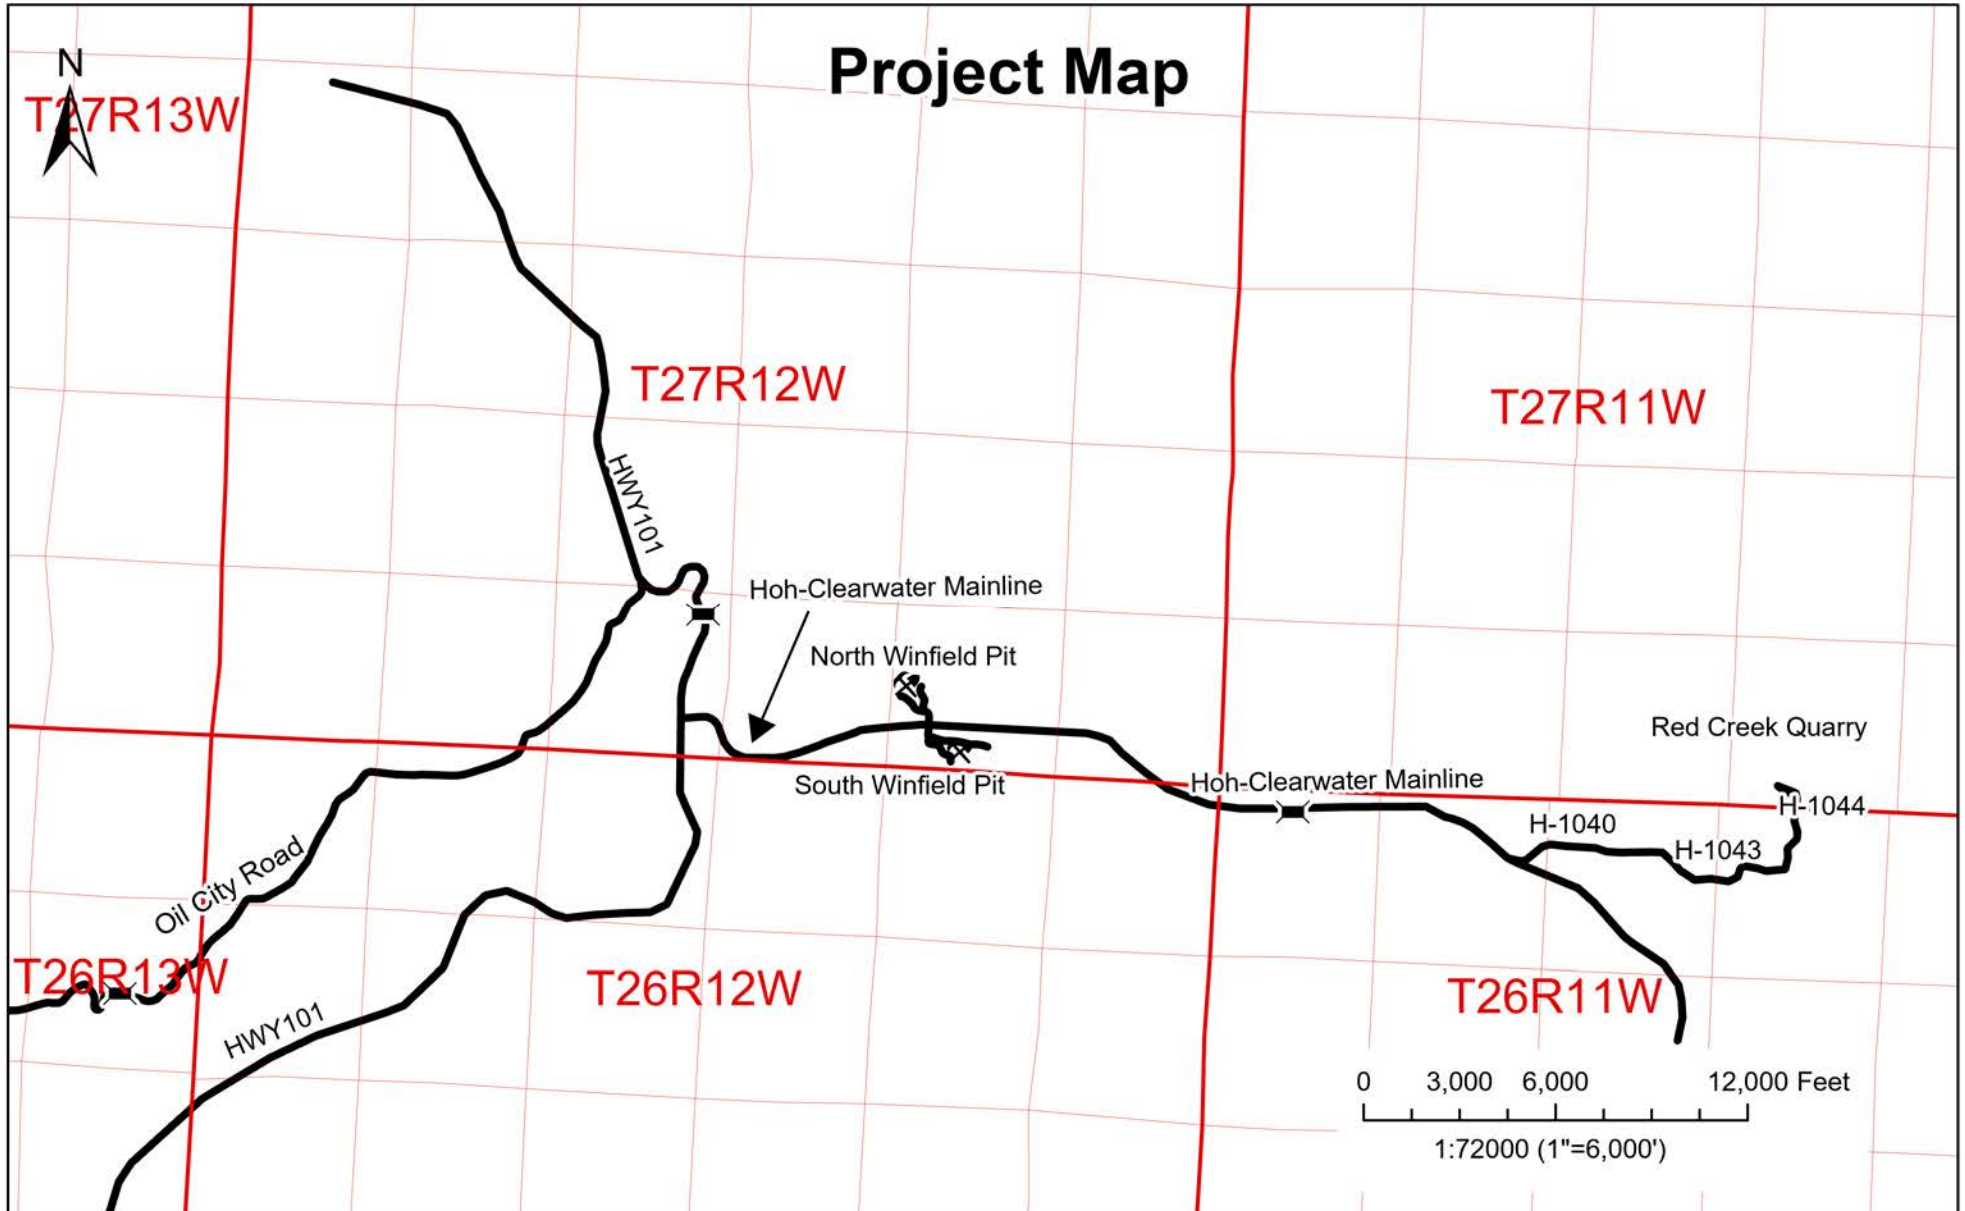 Project Map
N
T27R13W
T27R12W
T27R11W
HWY101
Hoh-Clearwater Mainline
North Winfield Pit
Red Creek Quarry
South Winfield Pit
Hoh-Clearwater Mainline
H-1044
H-1040
H-1043
Oil City Road
T26R13W
T26R12W
T26R11W
HWY101
0 3,000 6,000 12,000 Feet
1:72000 (1"=6,000')